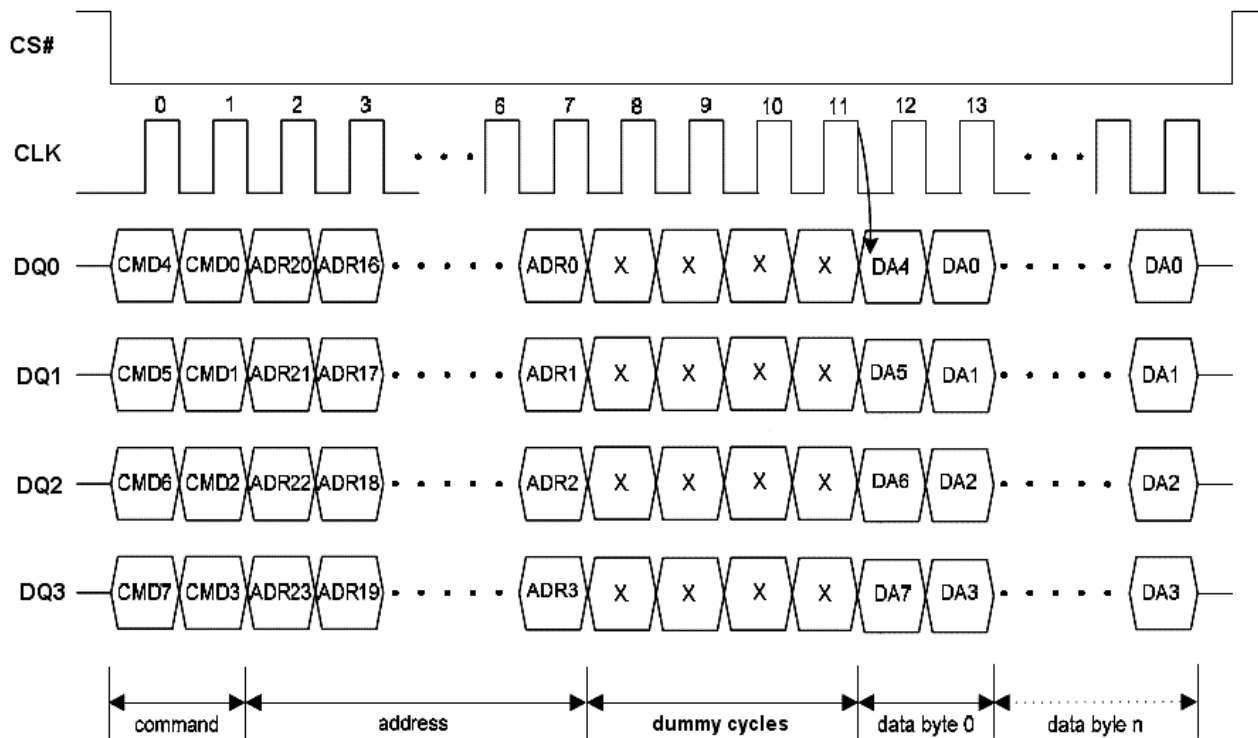 CS#
0 1 2 3 6 7 8 9 10 11 12 13
CLK
DQ0 CMD4 CMD0 ADR20 ADR16 ADR0 X X X X DA4 DA0 DA0
DQ1 CMD5 CMD1 ADR21 ADR17 ADR1 X X X X DA5 DA1 DA1
DQ2 CMD6 CMD2 ADR22 ADR18 ADR2 X X X X DA6 DA2 DA2
DQ3 CMD7 CMD3 ADR23 ADR19 ADR3 X X X X DA7 DA3 DA3
command address dummy cycles data byte 0 data byle n